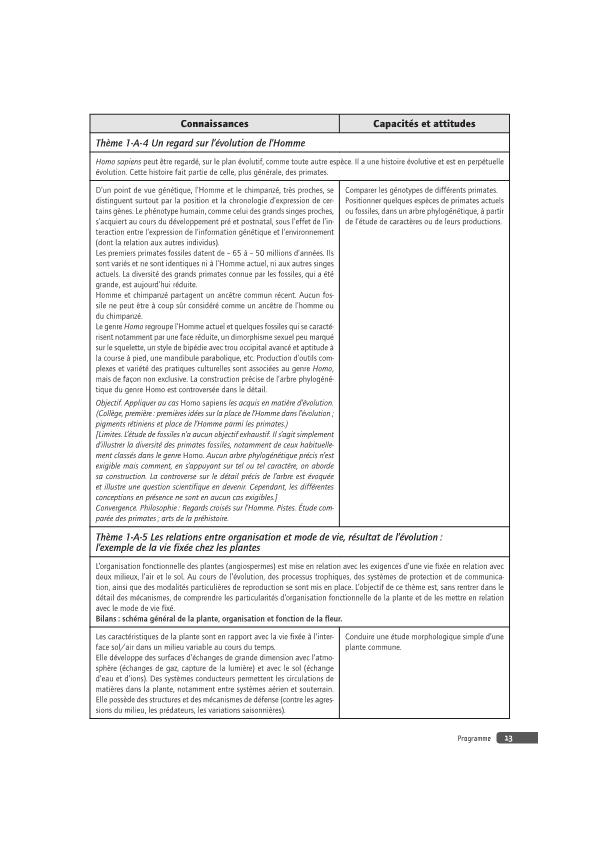 Connaissances
Capacités et attitudes
Thème 1-A-4 Un regard sur l'évolution de l'Homme
Homo sapiens peut être regardé, sur le plan évolutif, comme toute autre espèce. Il a une histoire évolutive et est en perpétuelle
évolution. Cette histoire fait partie de celle, plus générale, des primates.
D'un point de vue génétique, l'Homme et le chimpanzé, très proches, se
distinguent surtout par la position et la chronologie d'expression de cer-
tains gènes. Le phénotype humain, comme celui des grands singes proches,
s'acquiert au cours du développement pré et postnatal, sous l'effet de l'in-
teraction entre l'expression de l'information génétique et l'environnement
(dont la relation aux autres individus).
Les premiers primates fossiles datent de – 65 à – 50 millions d'années. Ils
sont variés et ne sont identiques ni à l'Homme actuel, ni aux autres singes
actuels. La diversité des grands primates connue par les fossiles, qui a été
grande, est aujourd'hui réduite.
Homme et chimpanzé partagent un ancêtre commun récent. Aucun fos-
sile ne peut être à coup sûr considéré comme un ancêtre de l'homme ou
du chimpanzé.
Le genre Homo regroupe l'Homme actuel et quelques fossiles qui se caracté-
risent notamment par une face réduite, un dimorphisme sexuel peu marqué
sur le squelette, un style de bipédie avec trou occipital avancé et aptitude à
la course à pied, une mandibule parabolique, etc. Production d'outils com-
plexes et variété des pratiques culturelles sont associées au genre Homo,
mais de façon non exclusive. La construction précise de l'arbre phylogéné-
tique du genre Homo est controversée dans le détail.
Objectif. Appliquer au cas Homo sapiens les acquis en matière d'évolution.
(Collège, première : premières idées sur la place de l'Homme dans l'évolution ;
pigments rétiniens et place de l'Homme parmi les primates.)
[Limites. L'étude de fossiles n'a aucun objectif exhaustif. Il s'agit simplement
d'illustrer la diversité des primates fossiles, notamment de ceux habituelle-
ment classés dans le genre Homo. Aucun arbre phylogénétique précis n'est
exigible mais comment, en s'appuyant sur tel ou tel caractère, on aborde
sa construction. La controverse sur le détail précis de l'arbre est évoquée
et illustre une question scientifique en devenir. Cependant, les différentes
conceptions en présence ne sont en aucun cas exigibles.]
Convergence. Philosophie : Regards croisés sur l'Homme. Pistes. Étude com-
parée des primates ; arts de la préhistoire.
Comparer les génotypes de différents primates.
Positionner quelques espèces de primates actuels
ou fossiles, dans un arbre phylogénétique, à partir
de l'étude de caractères ou de leurs productions.
Thème 1-A-5 Les relations entre organisation et mode de vie, résultat de l'évolution :
l'exemple de la vie fixée chez les plantes
L'organisation fonctionnelle des plantes (angiospermes) est mise en relation avec les exigences d'une vie fixée en relation avec
deux milieux, l'air et le sol. Au cours de l'évolution, des processus trophiques, des systèmes de protection et de communica-
tion, ainsi que des modalités particulières de reproduction se sont mis en place. L'objectif de ce thème est, sans rentrer dans le
détail des mécanismes, de comprendre les particularités d'organisation fonctionnelle de la plante et de les mettre en relation
avec le mode de vie fixé.
Bilans : schéma général de la plante, organisation et fonction de la fleur.
Les caractéristiques de la plante sont en rapport avec la vie fixée à l'inter-
face sol/air dans un milieu variable au cours du temps.
Elle développe des surfaces d'échanges de grande dimension avec l'atmo-
sphère (échanges de gaz, capture de la lumière) et avec le sol (échange
d'eau et d'ions). Des systèmes conducteurs permettent les circulations de
matières dans la plante, notamment entre systèmes aérien et souterrain.
Elle possède des structures et des mécanismes de défense (contre les agres-
sions du milieu, les prédateurs, les variations saisonnières).
Conduire une étude morphologique simple d'une
plante commune.
Programme 13